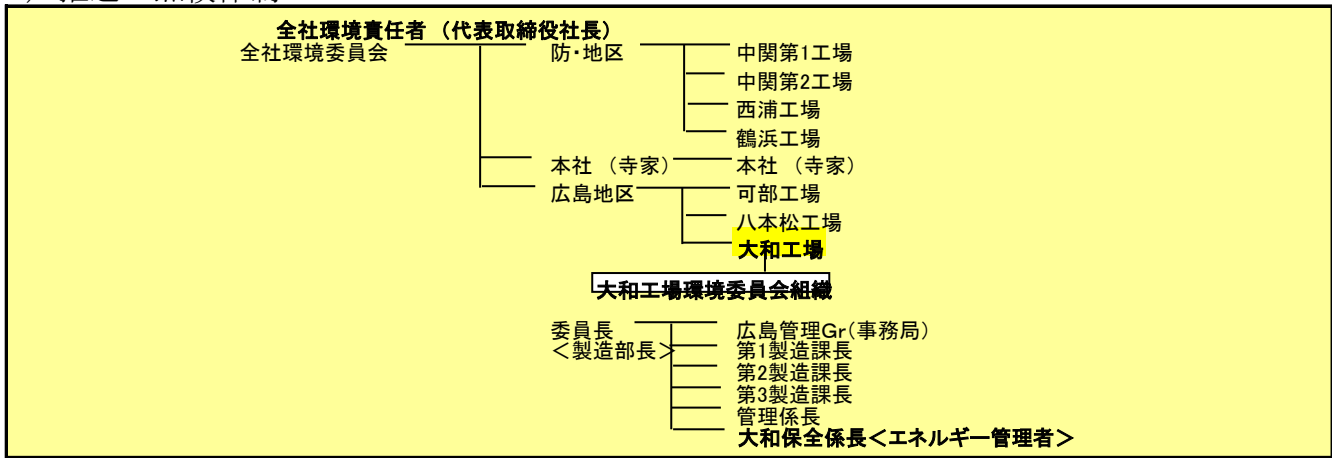 全社環境責任者 （代表取締役社長）
全社環境委員会 防・地区 中関第1工場
中関第2工場
西浦工場
鶴浜工場
本社 （寺家） 本社 （寺家）
広島地区 可部工場
八本松工場
大和工場
大和工場環境委員会組織
委員長 広島管理Gr(事務局)
＜製造部長＞ 第1製造課長
第2製造課長
第3製造課長
管理係長
大和保全係長＜エネルギー管理者＞